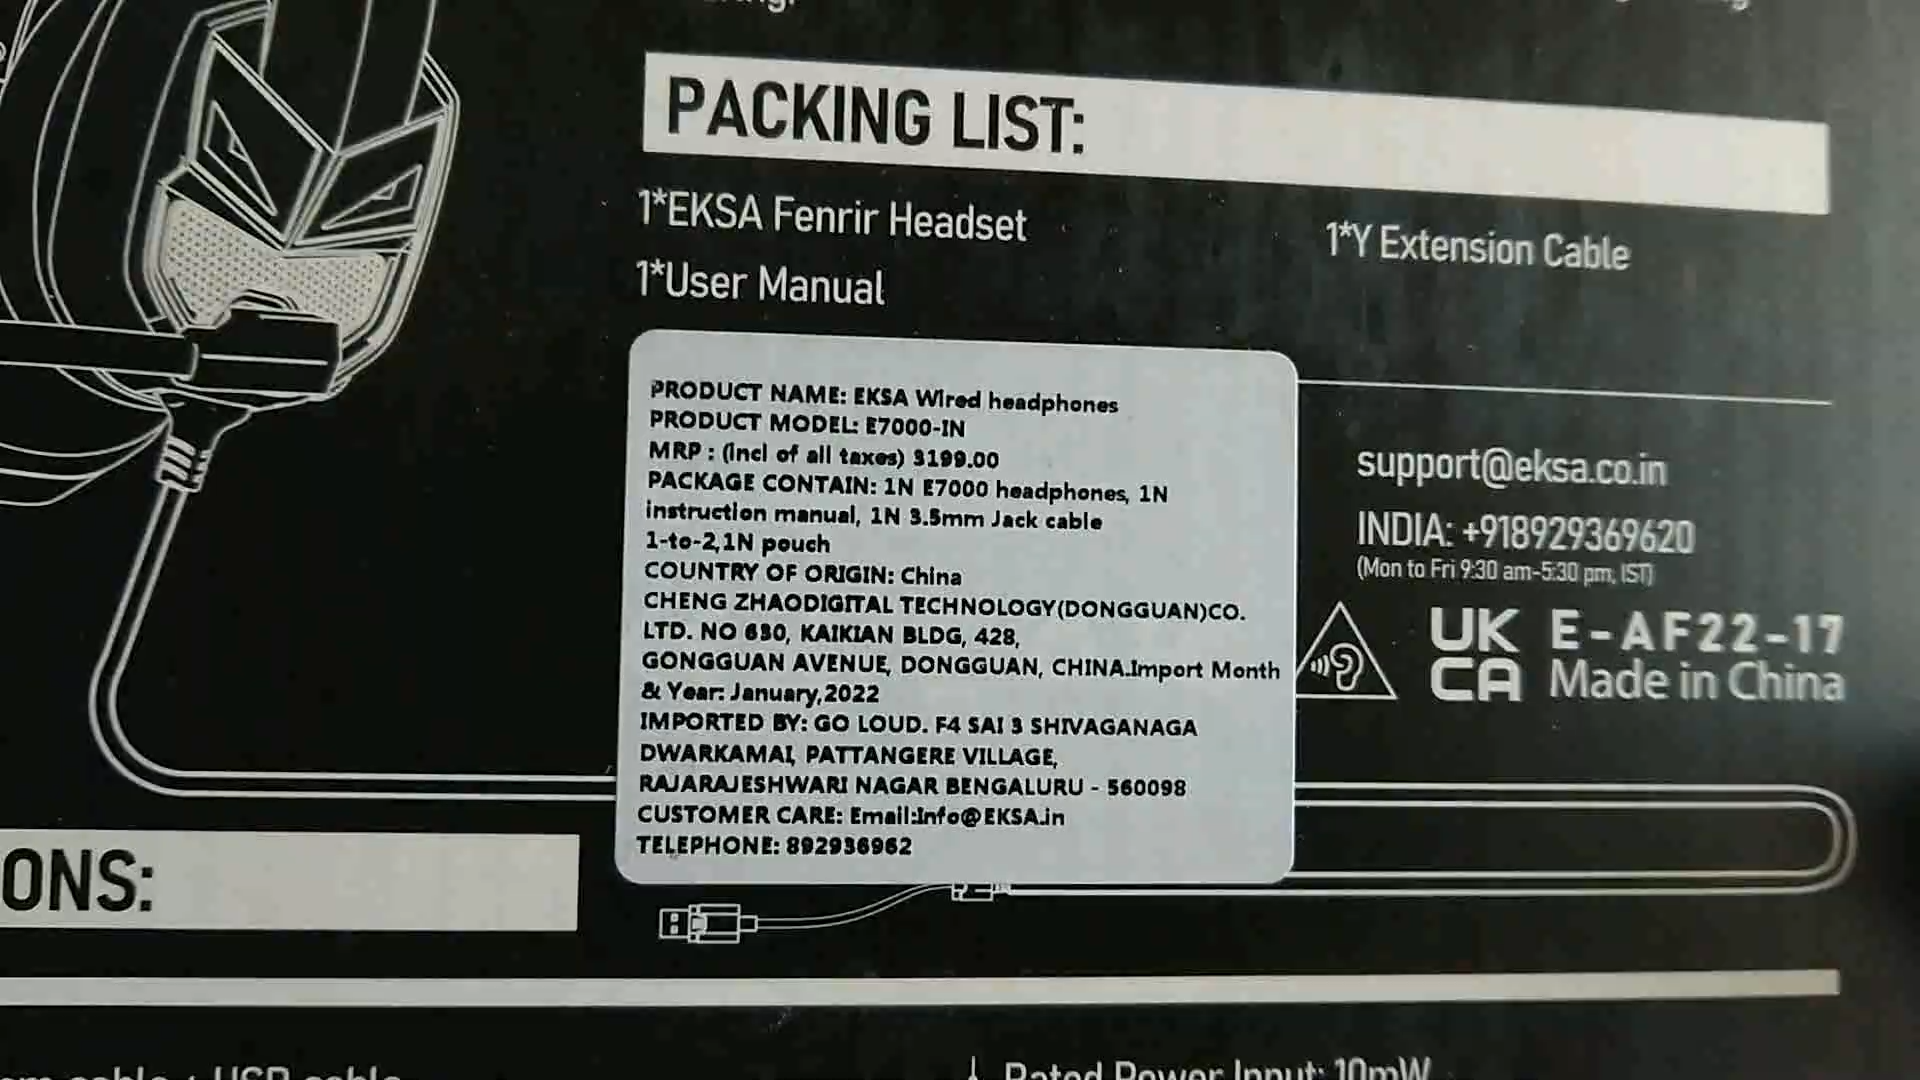 PACKING LIST:
1*EKSA Fenrir Headset
1*Y Extension Cable
1*User Manual
PRODUCT NAME: EKSA Wired headphones
PRODUCT MODEL: E7000-IN
MRP : (Incl of all taxes) 3199.00
PACKAGE CONTAIN: 1N E7000 headphones, 1N
instruction manual, 1N 3.5mm Jack cable
1-to-2,1N pouch
COUNTRY OF ORIGIN: China
CHENG ZHAODIGITAL TECHNOLOGY(DONGGUAN)CO.
LTD. NO 630, KAIKIAN BLDG, 428,
GONGGUAN AVENUE, DONGGUAN, CHINA.Import Month
& Year: January,2022
IMPORTED BY: GO LOUD. F4 SAI 3 SHIVAGANAGA
DWARKAMAI, PATTANGERE VILLAGE,
RAJARAJESHWARI NAGAR BENGALURU - 560098
CUSTOMER CARE: Email:Info@EKSA.in
TELEPHONE: 892936962
support@eksa.co.in
INDIA: +918929369620
(Mon to Fri 9:30 am-5:30 pm, IST)
UK
CA
E-AF22-17
Made in China
ONS:
cable + USB cable
Rated Power Input: 10mW